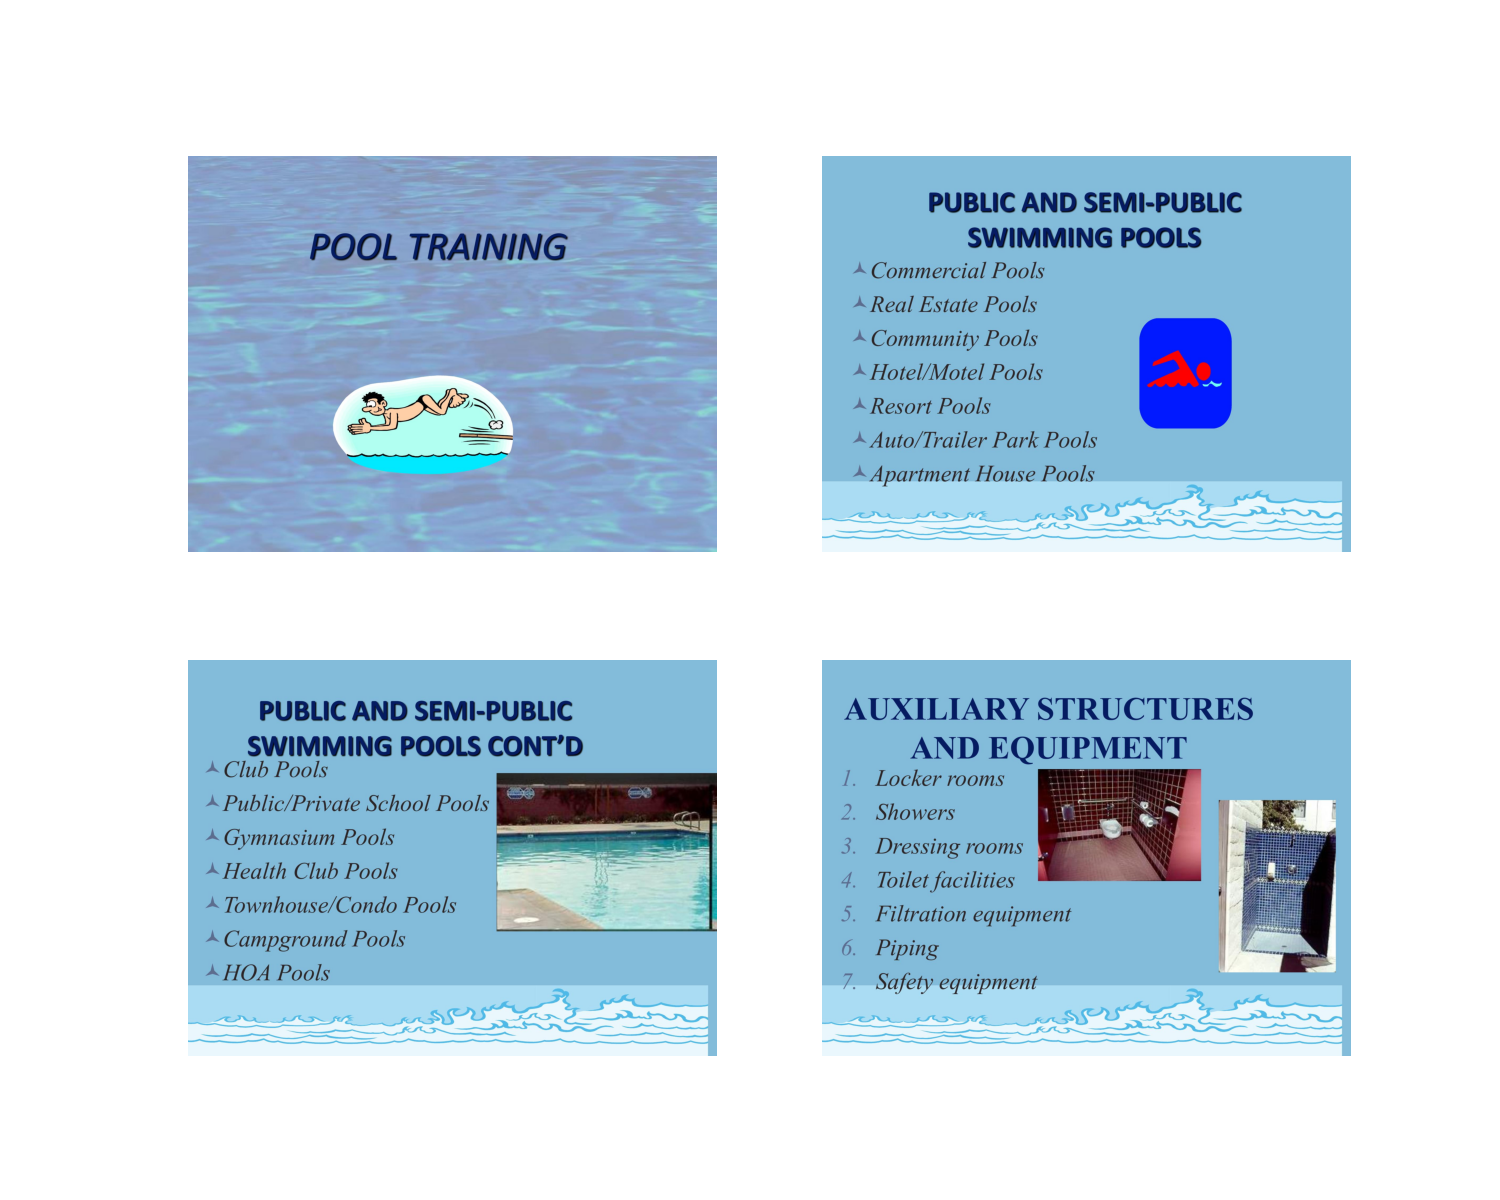 POOL TRAINING
PUBLIC AND SEMI-PUBLIC
SWIMMING POOLS
Commercial Pools
Real Estate Pools
Community Pools
Hotel/Motel Pools
Resort Pools
Auto/Trailer Park Pools
Apartment House Pools
PUBLIC AND SEMI-PUBLIC
SWIMMING POOLS CONT’D
Club Pools
Public/Private School Pools
Gymnasium Pools
Health Club Pools
Townhouse/Condo Pools
Campground Pools
HOA Pools
AUXILIARY STRUCTURES
AND EQUIPMENT
1. Locker rooms
2. Showers
3. Dressing rooms
4. Toilet facilities
5. Filtration equipment
6. Piping
7. Safety equipment